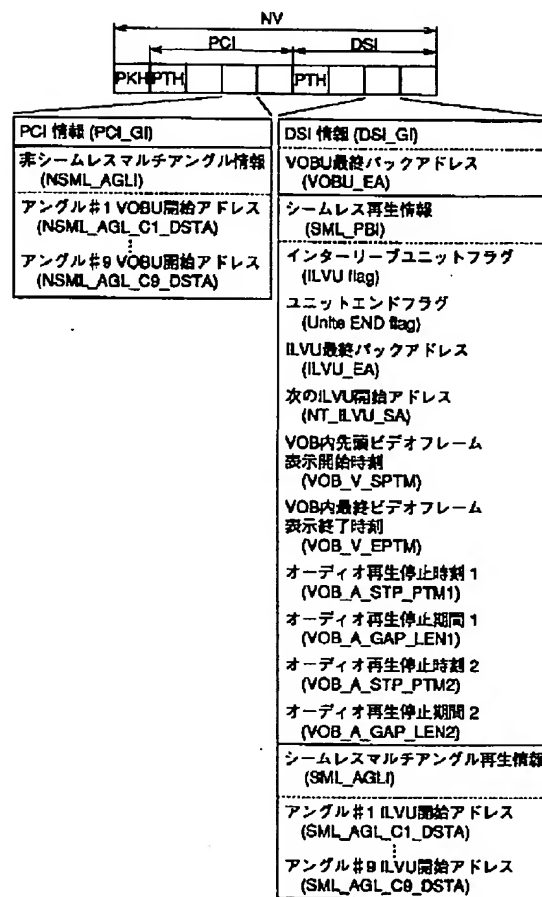 NV
PCI
DSI
PKH PTH PTH
PCI 情報 (PCI_GI)
非シームレスマルチアングル情報
(NSML_AGLI)
アングル#1 VOBU開始アドレス
(NSML_AGL_C1_DSTA)
アングル#9 VOBU開始アドレス
(NSML_AGL_C9_DSTA)
DSI 情報 (DSI_GI)
VOBU最終パックアドレス
(VOBU_EA)
シームレス再生情報
(SML_PBI)
インターリーブユニットフラグ
(ILVU flag)
ユニットエンドフラグ
(Unite END flag)
ILVU最終パックアドレス
(ILVU_EA)
次のILVU開始アドレス
(NT_ILVU_SA)
VOB内先頭ビデオフレーム
表示開始時刻
(VOB_V_SPTM)
VOB内最終ビデオフレーム
表示終了時刻
(VOB_V_EPTM)
オーディオ再生停止時刻 1
(VOB_A_STP_PTM1)
オーディオ再生停止期間 1
(VOB_A_GAP_LEN1)
オーディオ再生停止時刻 2
(VOB_A_STP_PTM2)
オーディオ再生停止期間 2
(VOB_A_GAP_LEN2)
シームレスマルチアングル再生情報
(SML_AGLI)
アングル#1 ILVU開始アドレス
(SML_AGL_C1_DSTA)
アングル#9 ILVU開始アドレス
(SML_AGL_C9_DSTA)